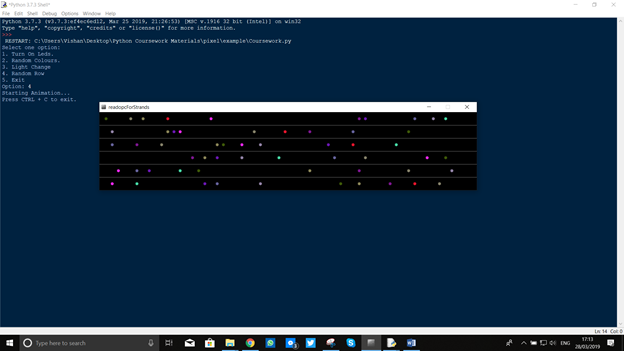 *Python 3.7.3 Shell*
File Edit Shell Debug Options Window Help
Python 3.7.3 (v3.7.3:ef4ec6ed12, Mar 25 2019, 21:26:53) [MSC v.1916 32 bit (Intel)] on win32
Type "help", "copyright", "credits" or "license()" for more information.
>>>
RESTART: C:\Users\Vishan\Desktop\Python Coursework Materials\pixel\example\Coursework.py
Select one option:
1. Turn On Leds.
2. Random Colours.
3. Light Change
4. Random Row
5. Exit
Option: 4
Starting Animation...
Press CTRL + C to exit.
readopcForStrands
Ln: 14 Col: 0
Type here to search
ENG
17:13
28/03/2019